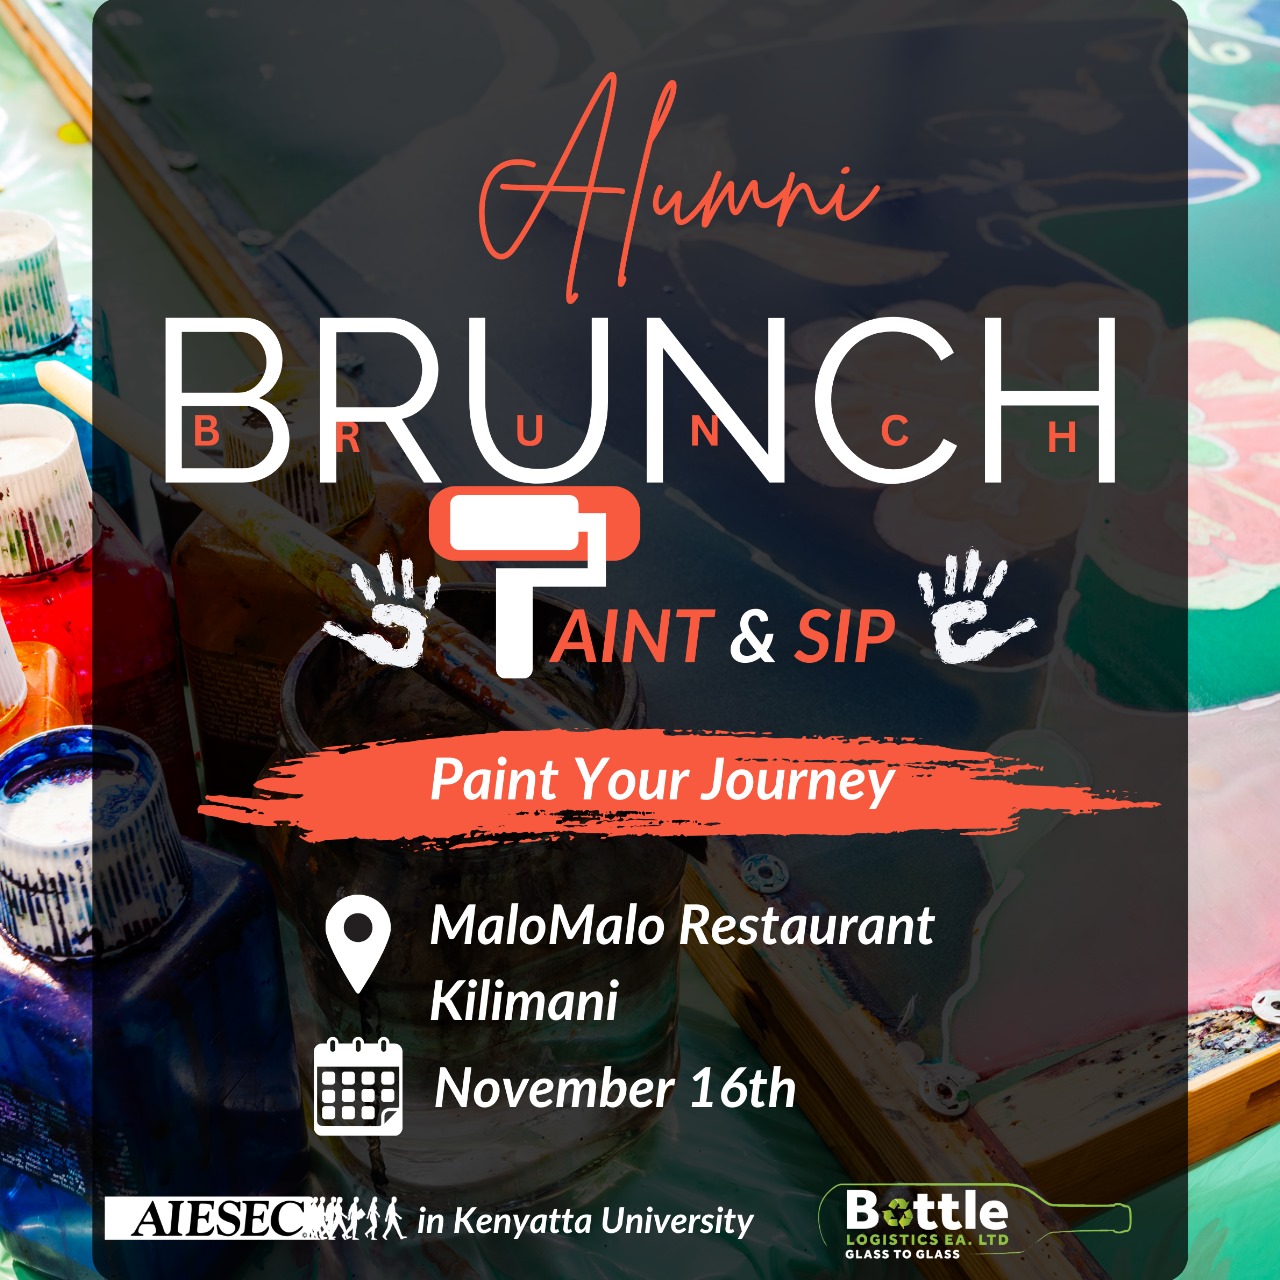 Alumni
BRUNCH
B R U N C H
AINT & SIP
Paint Your Journey
MaloMalo Restaurant
Kilimani
November 16th
AIESEC in Kenyatta University
Bottle
LOGISTICS EA. LTD
GLASS TO GLASS